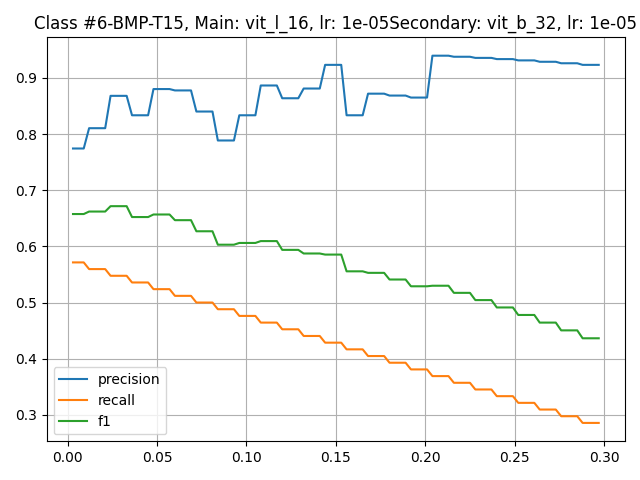 Class #6-BMP-T15, Main: vit_l_16, lr: 1e-05Secondary: vit_b_32, lr: 1e-05
0.9
0.8
0.7
0.6
0.5
0.4
0.3
precision
recall
f1
0.00 0.05 0.10 0.15 0.20 0.25 0.30